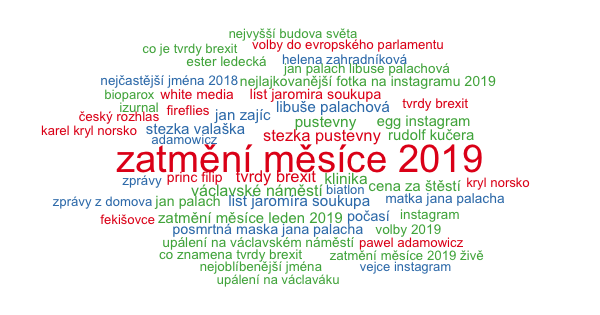 nejvyšší budova světa
co je tvrdy brexit volby do evropského parlamentu
ester ledecká helena zahradníková
jan palach libuse palachová
nejčastější jména 2018 nejlajkovanější fotka na instagramu 2019
bioparox white media list jaromira soukupa
izurnal fireflies libuše palachová tvrdy brexit
český rozhlas jan zajíc pustevny egg instagram
karel kryl norsko stezka valaška stezka pustevny rudolf kučera
adamowicz
zatmění měsíce 2019
zprávy princ filip tvrdy brexit klinika cena za štěstí kryl norsko
václavské náměstí biatlon
zprávy z domova jan palach list jaromíra soukupa matka jana palacha
fekišovce zatmění měsíce leden 2019 počasí instagram
posmrtná maska jana palacha volby 2019
upálení na václavském náměstí pawel adamowicz
co znamena tvrdy brexit zatmění měsíce 2019 živě
nejoblíbenější jména vejce instagram
upálení na václaváku